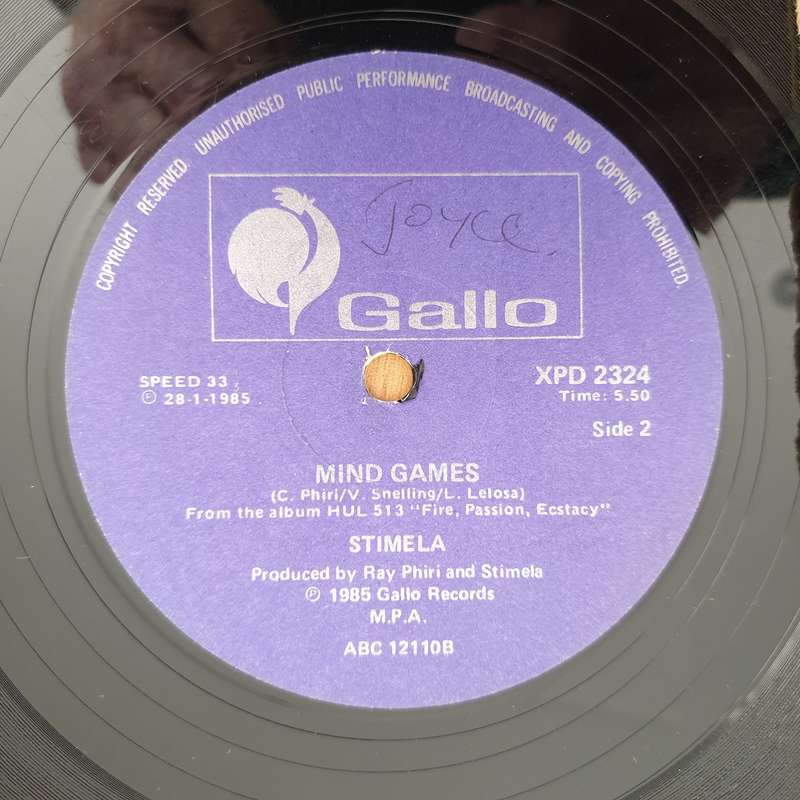 COPYRIGHT RESERVED. UNAUTHORISED PUBLIC PERFORMANCE BROADCASTING AND COPYING PROHIBITED.
Joyce
Gallo
SPEED 33
℗ 28-1-1985
XPD 2324
Time: 5.50
Side 2
MIND GAMES
(C. Phiri/V. Snelling/L. Lelosa)
From the album HUL 513 "Fire, Passion, Ecstacy"
STIMELA
Produced by Ray Phiri and Stimela
℗ 1985 Gallo Records
M.P.A.
ABC 12110B